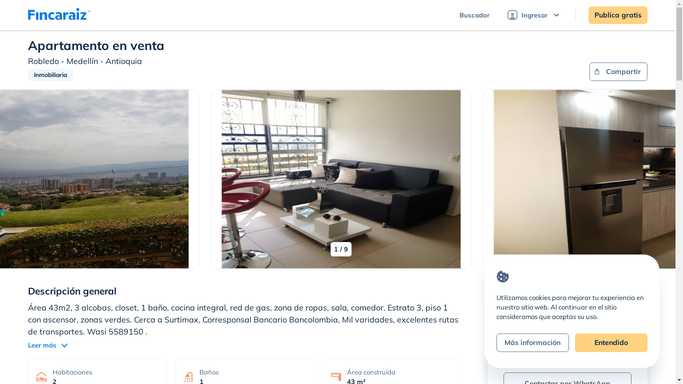 Fincaraiz
Buscador
Ingresar
Publica gratis
Apartamento en venta
Robledo - Medellín - Antioquia
Inmobiliaria
Compartir
1 / 9
Descripción general
Área 43m2, 3 alcobas, closet, 1 baño, cocina integral, red de gas, zona de ropas, sala, comedor. Estrato 3, piso 1
con ascensor, zonas verdes. Cerca a Surtimax, Corresponsal Bancario Bancolombia, Mil varidades, excelentes rutas
de transportes. Wasi 5589150 .
Leer más
Habitaciones
2
Baños
1
Área construida
43 m²
Utilizamos cookies para mejorar tu experiencia en
nuestro sitio web. Al continuar en el sitio
consideramos que aceptas su uso.
Más información
Entendido
Contactar por WhatsApp